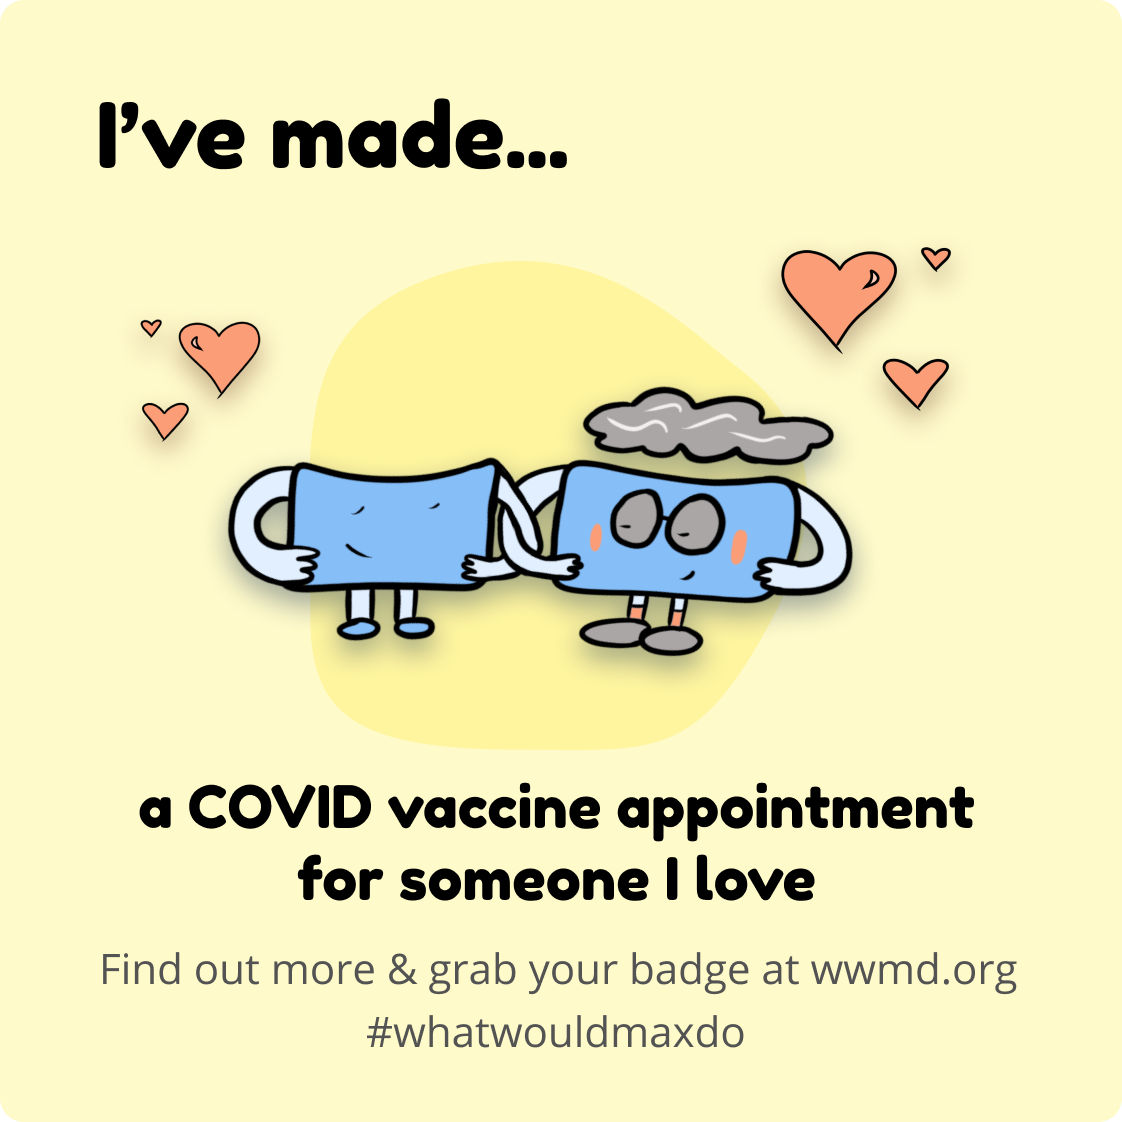 I’ve made...
a COVID vaccine appointment
for someone I love
Find out more & grab your badge at wwmd.org
#whatwouldmaxdo